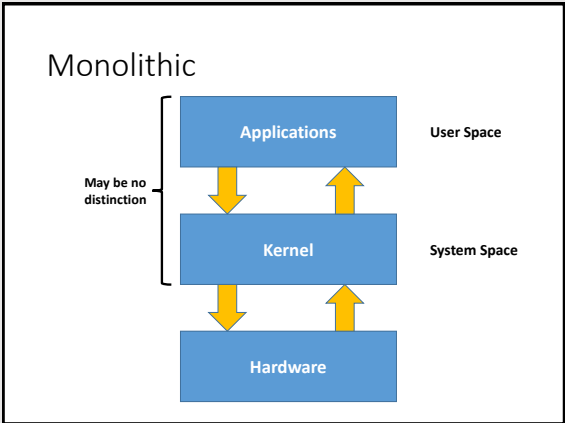 Monolithic
Applications
User Space
May be no
distinction
Kernel
System Space
Hardware